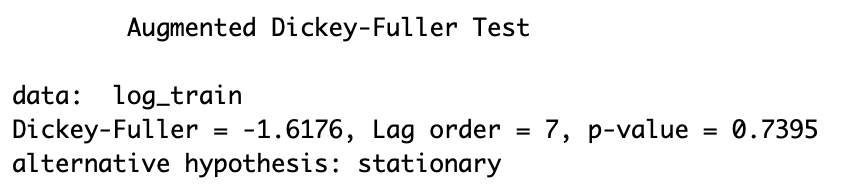 Augmented Dickey-Fuller Test
data:  log_train
Dickey-Fuller = -1.6176, Lag order = 7, p-value = 0.7395
alternative hypothesis: stationary